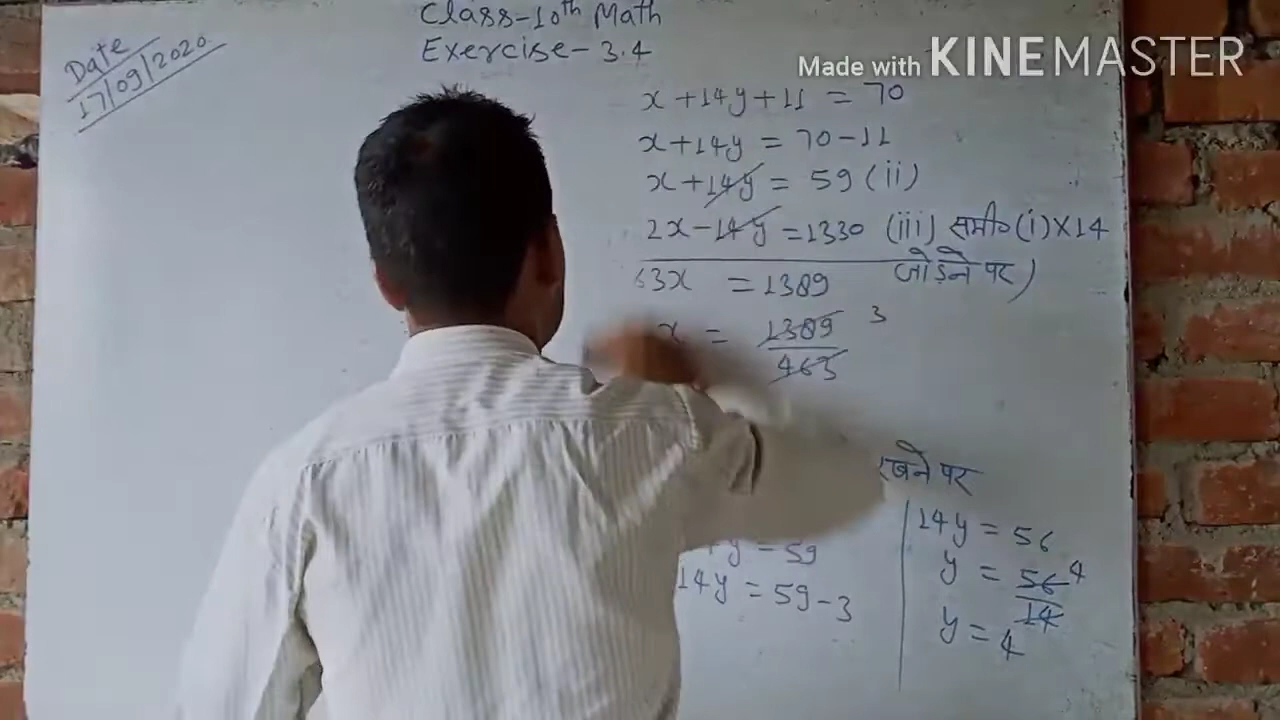 Class-10th Math
Exercise-3.4
Date
17/09/2020
Made with KINEMASTER
x+14y+11 = 70
x+14y = 70-11
x+14y = 59 (ii)
2x-14y=1330 (iii) समी० (i)×14
63x = 1389 जोड़ने पर)
x = 1389 3
463
रखने पर
y = 59
14y = 59-3
14y = 56
y = 56 4
14
y = 4